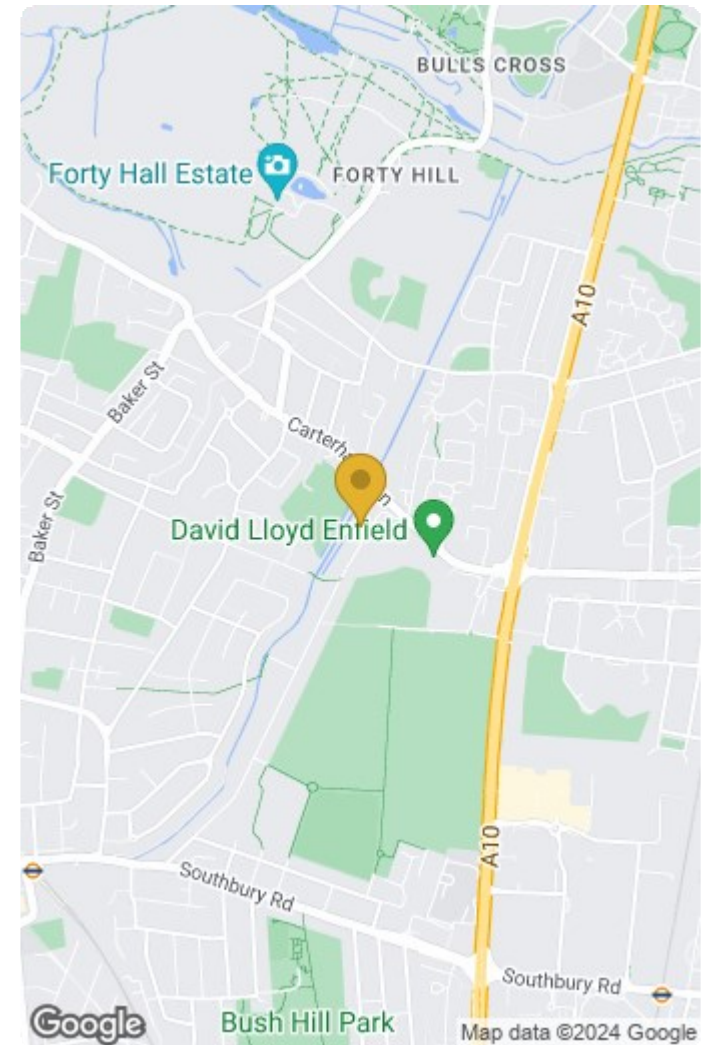 BULLS CROSS
Forty Hall Estate
FORTY HILL
A10
Baker St
Baker St
David Lloyd Enfield
A10
Southbury Rd
Southbury Rd
Bush Hill Park
Google
Map data ©2024 Google